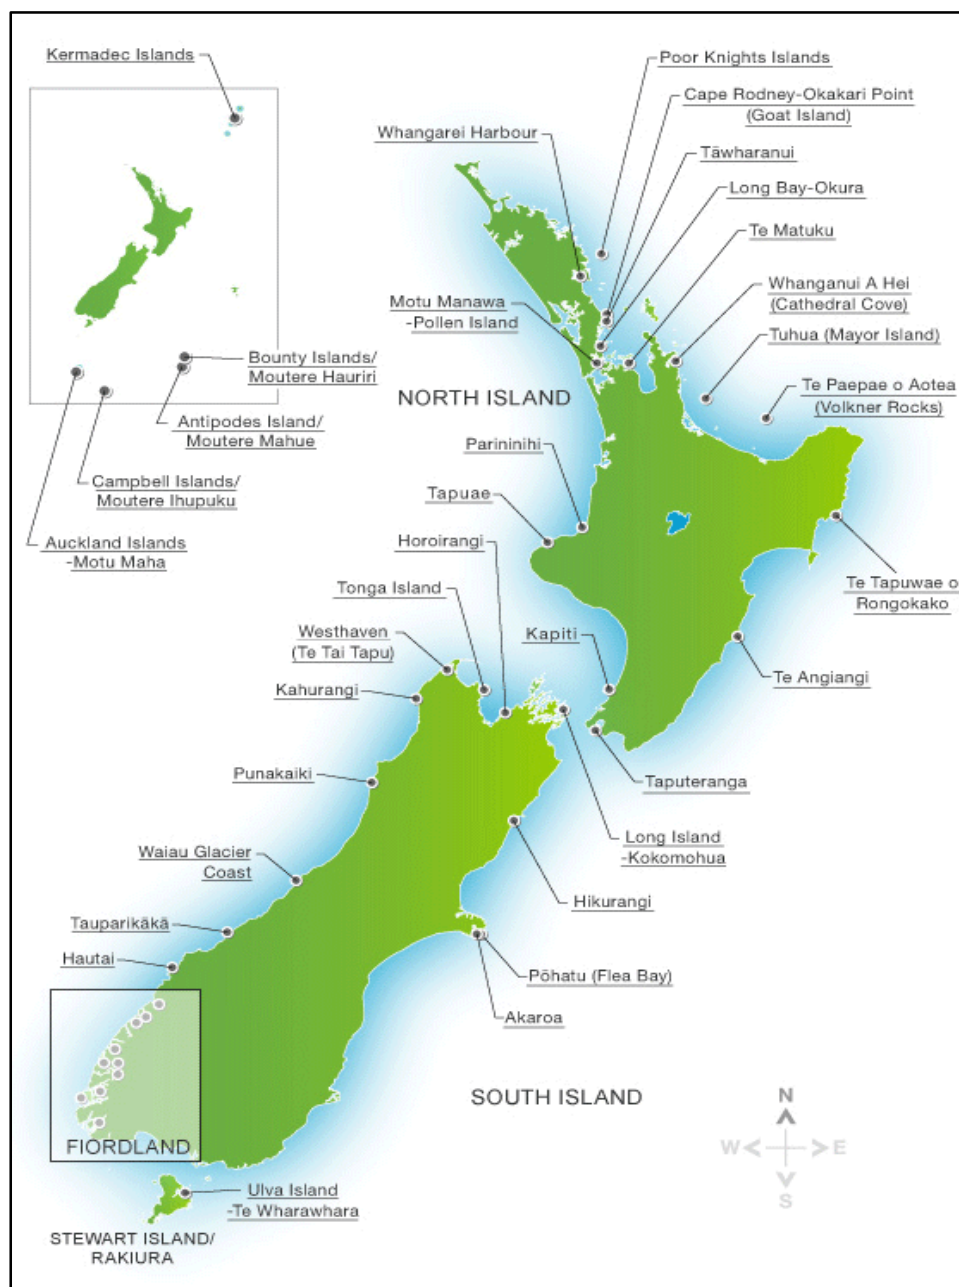 Kermadec Islands
Poor Knights Islands
Cape Rodney-Okakari Point
(Goat Island)
Whangarei Harbour
Tāwharanui
Long Bay-Okura
Te Matuku
Whanganui A Hei
(Cathedral Cove)
Motu Manawa
-Pollen Island
Tuhua (Mayor Island)
Bounty Islands/
Moutere Hauriri
NORTH ISLAND
Te Paepae o Aotea
(Volkner Rocks)
Antipodes Island/
Moutere Mahue
Parininihi
Campbell Islands/
Moutere Ihupuku
Tapuae
Auckland Islands
-Motu Maha
Horoirangi
Te Tapuwae o
Rongokako
Tonga Island
Westhaven
(Te Tai Tapu)
Kapiti
Te Angiangi
Kahurangi
Punakaiki
Taputeranga
Long Island
-Kokomohua
Waiau Glacier
Coast
Hikurangi
Tauparikākā
Hautai
Pōhatu (Flea Bay)
Akaroa
SOUTH ISLAND
N
W
E
S
FIORDLAND
Ulva Island
-Te Wharawhara
STEWART ISLAND/
RAKIURA